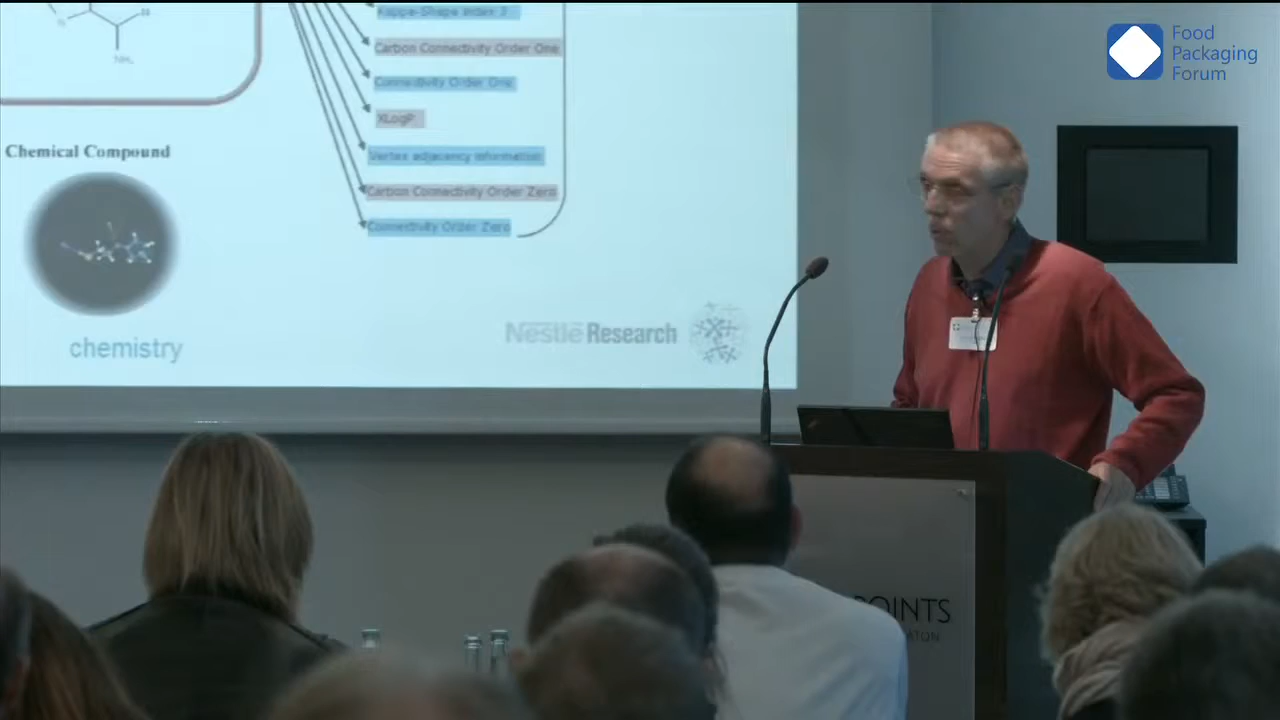 Kappa-Shape Index 3
Carbon Connectivity Order One
Connectivity Order One
XLogP
Vertex adjacency information
Carbon Connectivity Order Zero
Connectivity Order Zero
NH₂
Chemical Compound
chemistry
Nestlé Research
Food
Packaging
Forum
POINTS